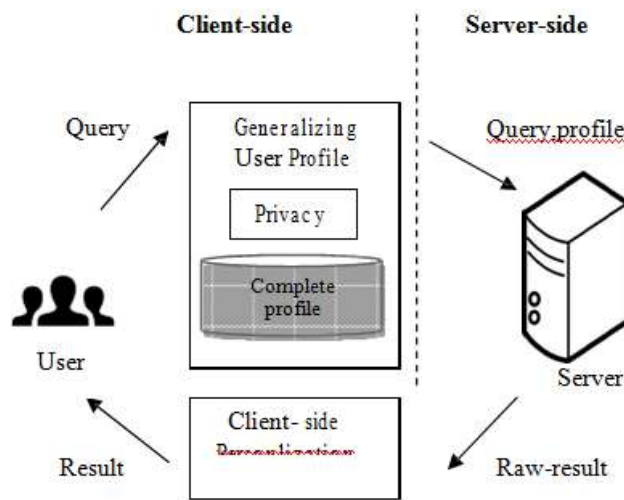 Client-side
Server-side
Query
Generalizing
User Profile
Query.profile
Privacy
Complete
profile
User
Server
Client- side
Result
Raw-result